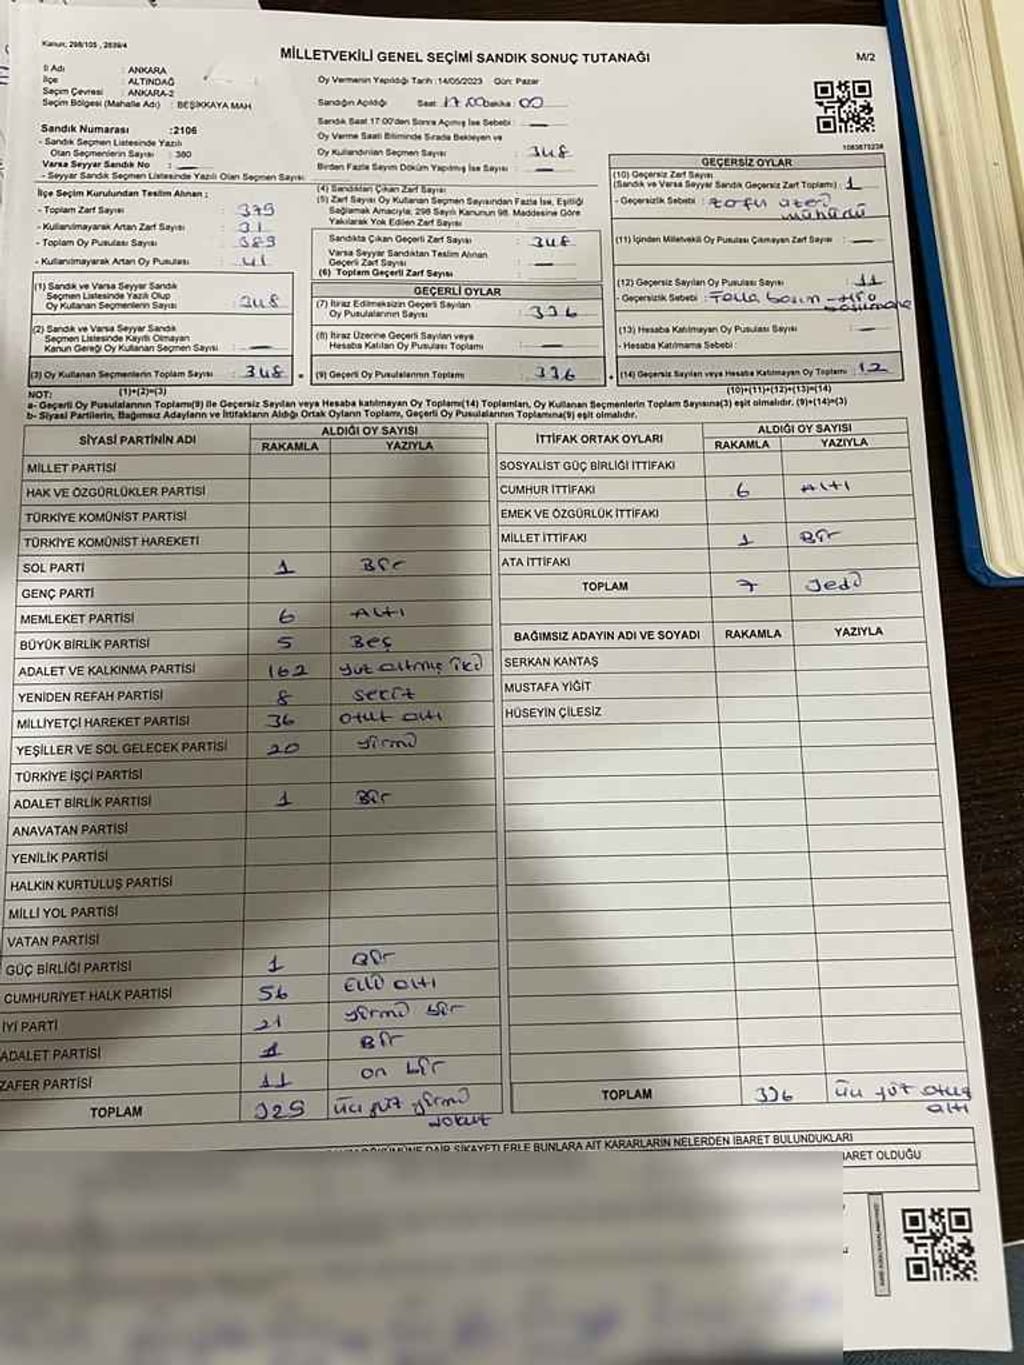 Kanun: 298/105, 2839/4
MİLLETVEKİLİ GENEL SEÇİMİ SANDIK SONUÇ TUTANAĞI
M/2
İl Adı : ANKARA
İlçe : ALTINDAĞ
Seçim Çevresi : ANKARA-2
Seçim Bölgesi (Mahalle Adı) : BEŞİKKAYA MAH
Sandık Numarası :2106
- Sandık Seçmen Listesinde Yazılı
Olan Seçmenlerin Sayısı : 380
Varsa Seyyar Sandık No : —
- Seyyar Sandık Seçmen Listesinde Yazılı Olan Seçmen Sayısı:
Oy Vermenin Yapıldığı Tarih :14/05/2023 Gün: Pazar
Sandığın Açıldığı Saat: 17.00 Dakika : 00
Sandık Saat 17:00'den Sonra Açılmış İse Sebebi : —
Oy Verme Saati Bitiminde Sırada Bekleyen ve
Oy Kullandırılan Seçmen Sayısı : 348
Birden Fazla Sayım Döküm Yapılmış İse Sayısı : —
1083875238
İlçe Seçim Kurulundan Teslim Alınan ;
- Toplam Zarf Sayısı : 379
- Kullanılmayarak Artan Zarf Sayısı : 31
- Toplam Oy Pusulası Sayısı : 389
- Kullanılmayarak Artan Oy Pusulası : 41
(4) Sandıktan Çıkan Zarf Sayısı
(5) Zarf Sayısı Oy Kullanan Seçmen Sayısından Fazla İse, Eşitliği
Sağlamak Amacıyla, 298 Sayılı Kanunun 98. Maddesine Göre
Yakılarak Yok Edilen Zarf Sayısı
Sandıkta Çıkan Geçerli Zarf Sayısı : 348
Varsa Seyyar Sandıktan Teslim Alınan
Geçerli Zarf Sayısı : —
(6) Toplam Geçerli Zarf Sayısı :
GEÇERSİZ OYLAR
(10) Geçersiz Zarf Sayısı
(Sandık ve Varsa Seyyar Sandık Geçersiz Zarf Toplamı) : 1
- Geçersizlik Sebebi : zarfın üzeri
mühürlü
(11) İçinden Milletvekili Oy Pusulası Çıkmayan Zarf Sayısı : —
(12) Geçersiz Sayılan Oy Pusulası Sayısı : 11
- Geçersizlik Sebebi : Fazla basım -
(13) Hesaba Katılmayan Oy Pusulası Sayısı : —
- Hesaba Katılmama Sebebi :
(14) Geçersiz Sayılan veya Hesaba Katılmayan Oy Toplamı : 12
(1) Sandık ve Varsa Seyyar Sandık
Seçmen Listesinde Yazılı Olup
Oy Kullanan Seçmenlerin Sayısı : 348
(2) Sandık ve Varsa Seyyar Sandık
Seçmen Listesinde Kayıtlı Olmayan
Kanun Gereği Oy Kullanan Seçmen Sayısı : —
(3) Oy Kullanan Seçmenlerin Toplam Sayısı : 348
GEÇERLİ OYLAR
(7) İtiraz Edilmeksizin Geçerli Sayılan
Oy Pusulalarının Sayısı : 336
(8) İtiraz Üzerine Geçerli Sayılan veya
Hesaba Katılan Oy Pusulası Toplamı : —
(9) Geçerli Oy Pusulalarının Toplamı : 336
NOT: (1)+(2)=(3)
(10)+(11)+(12)+(13)=(14)
a- Geçerli Oy Pusulalarının Toplamı(9) ile Geçersiz Sayılan veya Hesaba katılmayan Oy Toplamı(14) Toplamları, Oy Kullanan Seçmenlerin Toplam Sayısına(3) eşit olmalıdır. (9)+(14)=(3)
b- Siyasi Partilerin, Bağımsız Adayların ve İttifakların Aldığı Ortak Oyların Toplamı, Geçerli Oy Pusulalarının Toplamına(9) eşit olmalıdır.
SİYASİ PARTİNİN ADI
ALDIĞI OY SAYISI
RAKAMLA YAZIYLA
MİLLET PARTİSİ
HAK VE ÖZGÜRLÜKLER PARTİSİ
TÜRKİYE KOMÜNİST PARTİSİ
TÜRKİYE KOMÜNİST HAREKETİ
SOL PARTİ 1 Bir
GENÇ PARTİ
MEMLEKET PARTİSİ 6 Altı
BÜYÜK BİRLİK PARTİSİ 5 Beş
ADALET VE KALKINMA PARTİSİ 162 yüz altmış iki
YENİDEN REFAH PARTİSİ 8 sekiz
MİLLİYETÇİ HAREKET PARTİSİ 36 otuz altı
YEŞİLLER VE SOL GELECEK PARTİSİ 20 yirmi
TÜRKİYE İŞÇİ PARTİSİ
ADALET BİRLİK PARTİSİ 1 Bir
ANAVATAN PARTİSİ
YENİLİK PARTİSİ
HALKIN KURTULUŞ PARTİSİ
MİLLİ YOL PARTİSİ
VATAN PARTİSİ
GÜÇ BİRLİĞİ PARTİSİ 1 Bir
CUMHURİYET HALK PARTİSİ 56 Elli altı
İYİ PARTİ 21 yirmi bir
ADALET PARTİSİ 1 Bir
ZAFER PARTİSİ 11 on bir
TOPLAM 329 üç yüz yirmi
dokuz
İTTİFAK ORTAK OYLARI
ALDIĞI OY SAYISI
RAKAMLA YAZIYLA
SOSYALİST GÜÇ BİRLİĞİ İTTİFAKI
CUMHUR İTTİFAKI 6 Altı
EMEK VE ÖZGÜRLÜK İTTİFAKI
MİLLET İTTİFAKI 1 Bir
ATA İTTİFAKI
TOPLAM 7 Yedi
BAĞIMSIZ ADAYIN ADI VE SOYADI RAKAMLA YAZIYLA
SERKAN KANTAŞ
MUSTAFA YİĞİT
HÜSEYİN ÇİLESİZ
TOPLAM 336 üç yüz otuz
altı
ŞİKAYETLERLE BUNLARA AİT KARARLARIN NELERDEN İBARET BULUNDUKLARI
İBARET OLDUĞU